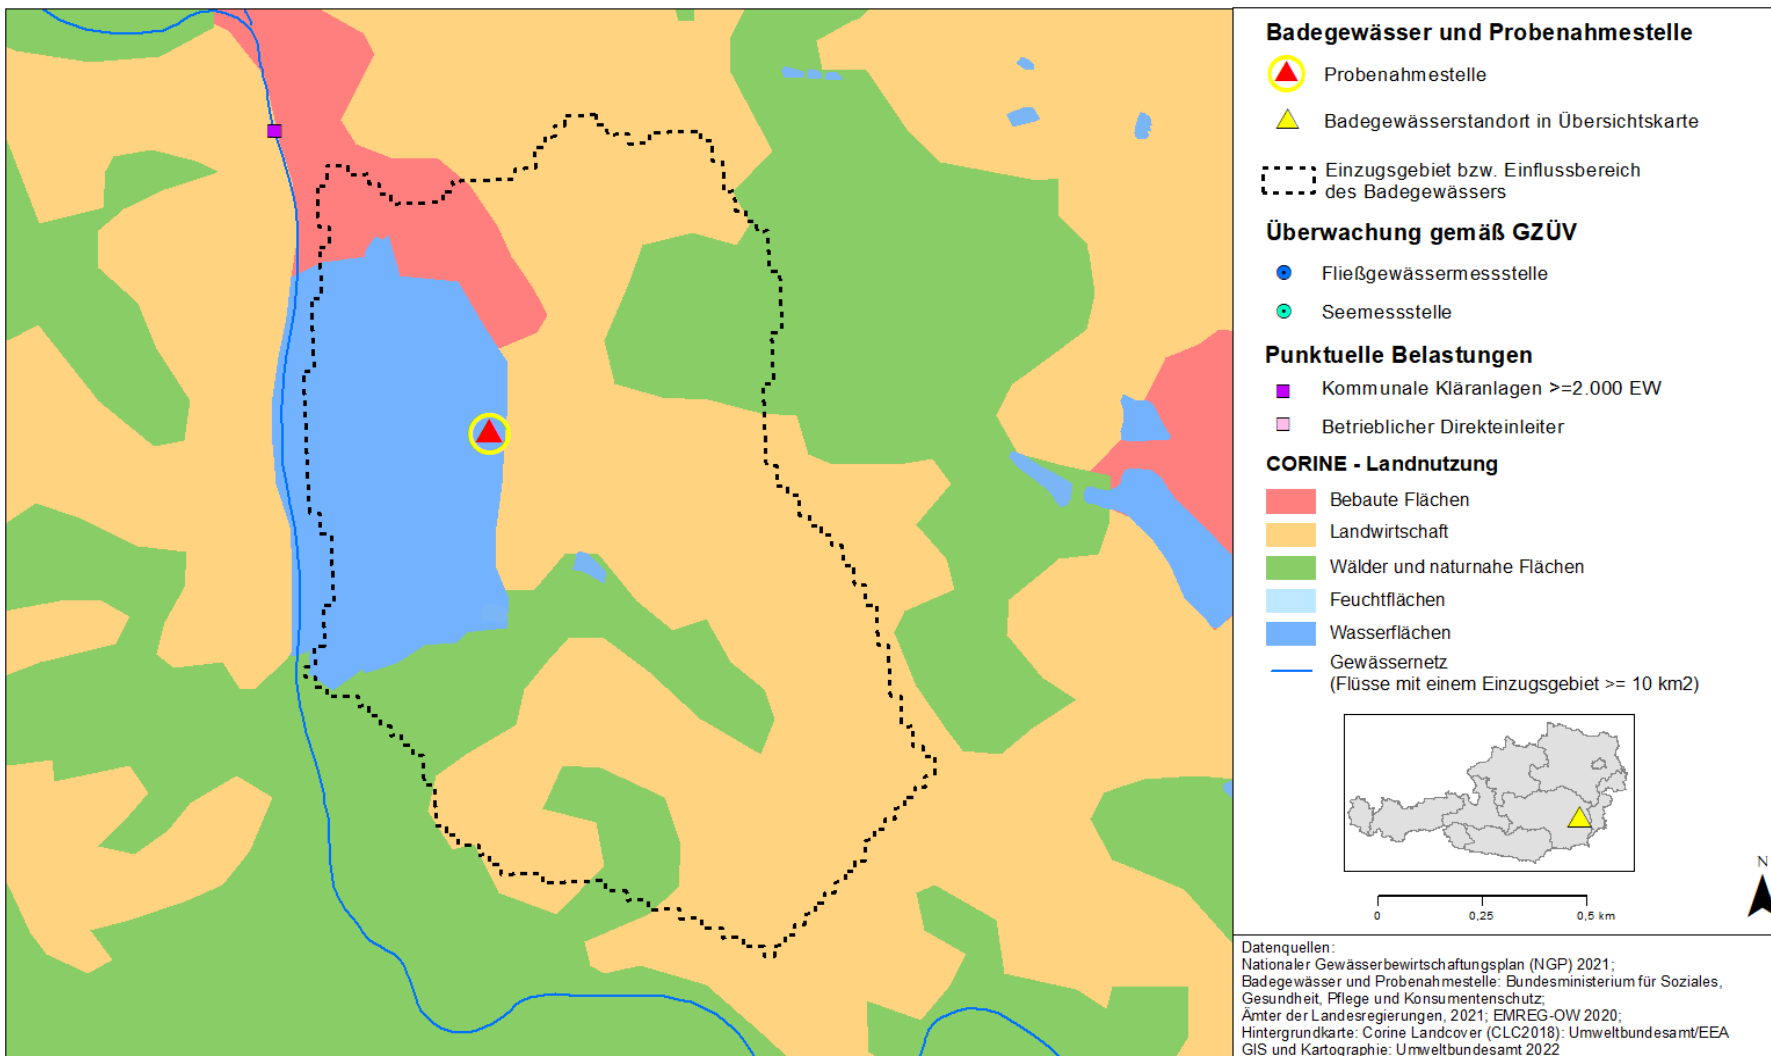 Badegewässer und Probenahmestelle
Probenahmestelle
Badegewässerstandort in Übersichtskarte
Einzugsgebiet bzw. Einflussbereich
des Badegewässers
Überwachung gemäß GZÜV
Fließgewässermessstelle
Seemessstelle
Punktuelle Belastungen
Kommunale Kläranlagen >=2.000 EW
Betrieblicher Direkteinleiter
CORINE - Landnutzung
Bebaute Flächen
Landwirtschaft
Wälder und naturnahe Flächen
Feuchtflächen
Wasserflächen
Gewässernetz
(Flüsse mit einem Einzugsgebiet >= 10 km2)
N
0 0,25 0,5 km
Datenquellen:
Nationaler Gewässerbewirtschaftungsplan (NGP) 2021;
Badegewässer und Probenahmestelle: Bundesministerium für Soziales,
Gesundheit, Pflege und Konsumentenschutz;
Ämter der Landesregierungen, 2021; EMREG-OW 2020;
Hintergrundkarte: Corine Landcover (CLC2018): Umweltbundesamt/EEA
GIS und Kartographie: Umweltbundesamt 2022